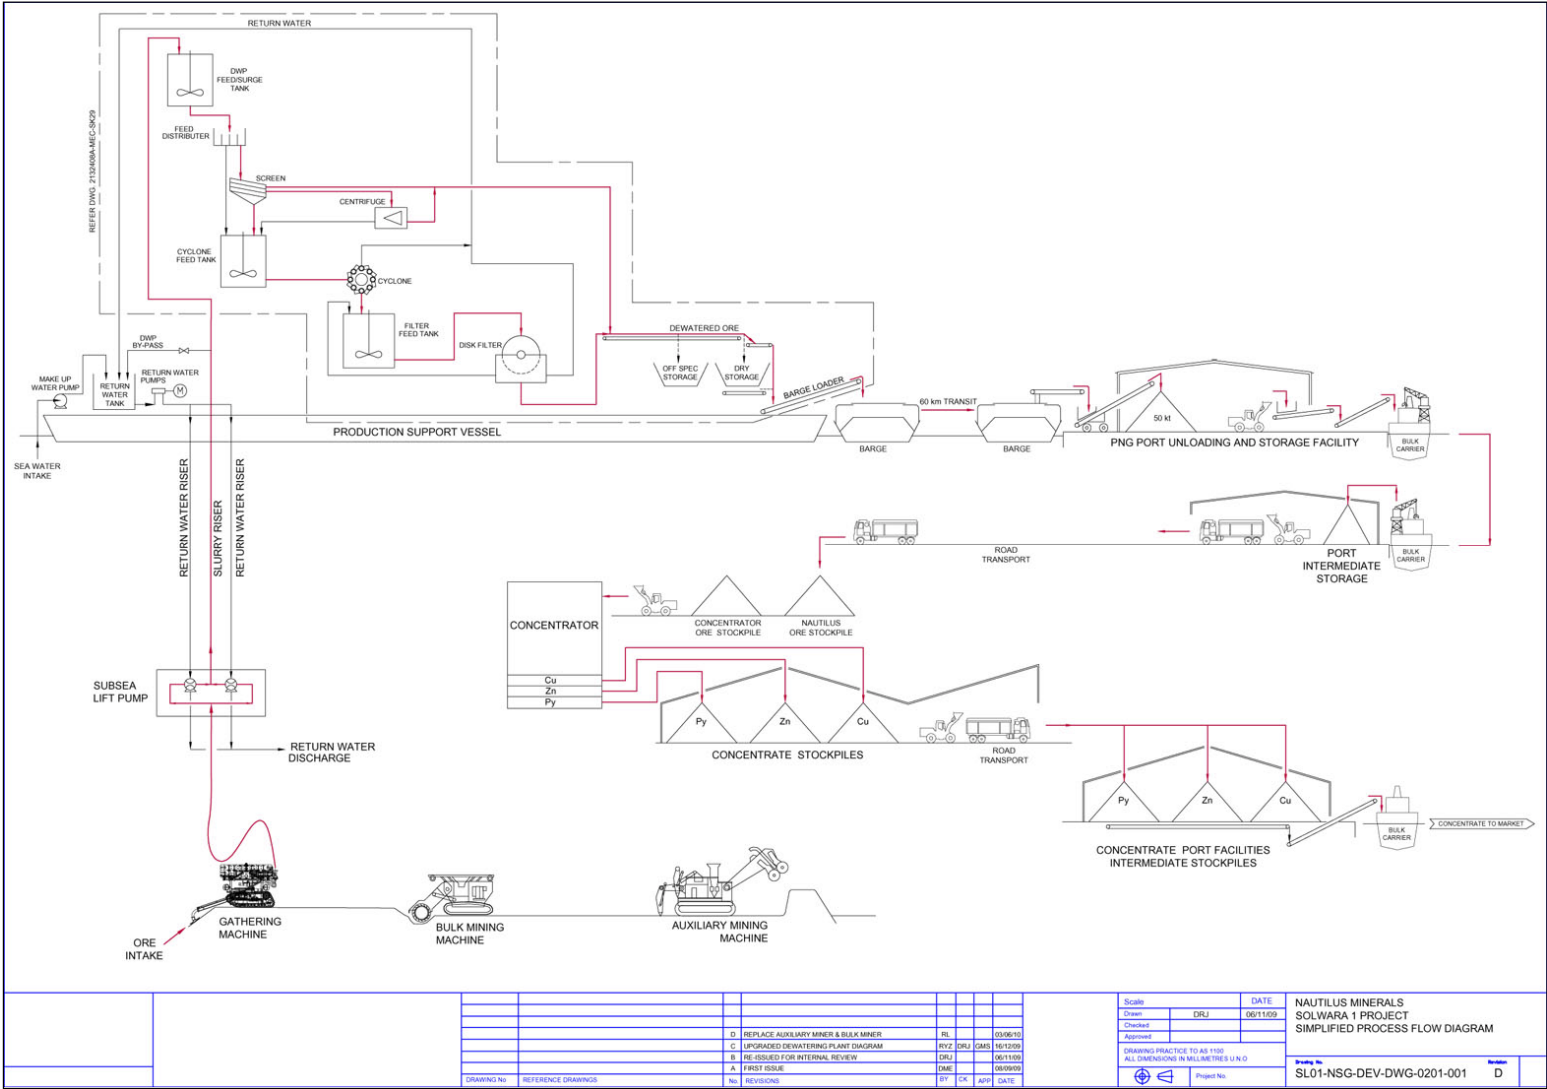 RETURN WATER
DWP
FEED/SURGE
TANK
FEED
DISTRIBUTER
REFER DWG. 2132408A-MEC-SK29
SCREEN
CENTRIFUGE
CYCLONE
FEED TANK
CYCLONE
FILTER
FEED TANK
DISK FILTER
DEWATERED ORE
OFF SPEC
STORAGE
DRY
STORAGE
BARGE LOADER
DWP
BY-PASS
RETURN WATER
PUMPS
M
MAKE UP
WATER PUMP
RETURN
WATER
TANK
SEA WATER
INTAKE
PRODUCTION SUPPORT VESSEL
60 km TRANSIT
BARGE
BARGE
50 kt
PNG PORT UNLOADING AND STORAGE FACILITY
BULK
CARRIER
RETURN WATER RISER
SLURRY RISER
RETURN WATER RISER
ROAD
TRANSPORT
PORT
INTERMEDIATE
STORAGE
BULK
CARRIER
CONCENTRATOR
Cu
Zn
Py
CONCENTRATOR
ORE STOCKPILE
NAUTILUS
ORE STOCKPILE
SUBSEA
LIFT PUMP
RETURN WATER
DISCHARGE
Py
Zn
Cu
CONCENTRATE STOCKPILES
ROAD
TRANSPORT
Py
Zn
Cu
CONCENTRATE PORT FACILITIES
INTERMEDIATE STOCKPILES
BULK
CARRIER
CONCENTRATE TO MARKET
GATHERING
MACHINE
ORE
INTAKE
BULK MINING
MACHINE
AUXILIARY MINING
MACHINE
D REPLACE AUXILIARY MINER & BULK MINER RL 03/06/10
C UPGRADED DEWATERING PLANT DIAGRAM RYZ DRJ GMS 16/12/09
B RE-ISSUED FOR INTERNAL REVIEW DRJ 06/11/09
A FIRST ISSUE DME 08/09/09
DRAWING No REFERENCE DRAWINGS No. REVISIONS BY CK APP DATE
Scale DATE
Drawn DRJ 06/11/09
Checked
Approved
DRAWING PRACTICE TO AS 1100
ALL DIMENSIONS IN MILLIMETRES U.N.O
Project No.
NAUTILUS MINERALS
SOLWARA 1 PROJECT
SIMPLIFIED PROCESS FLOW DIAGRAM
Drawing No. Revision
SL01-NSG-DEV-DWG-0201-001 D